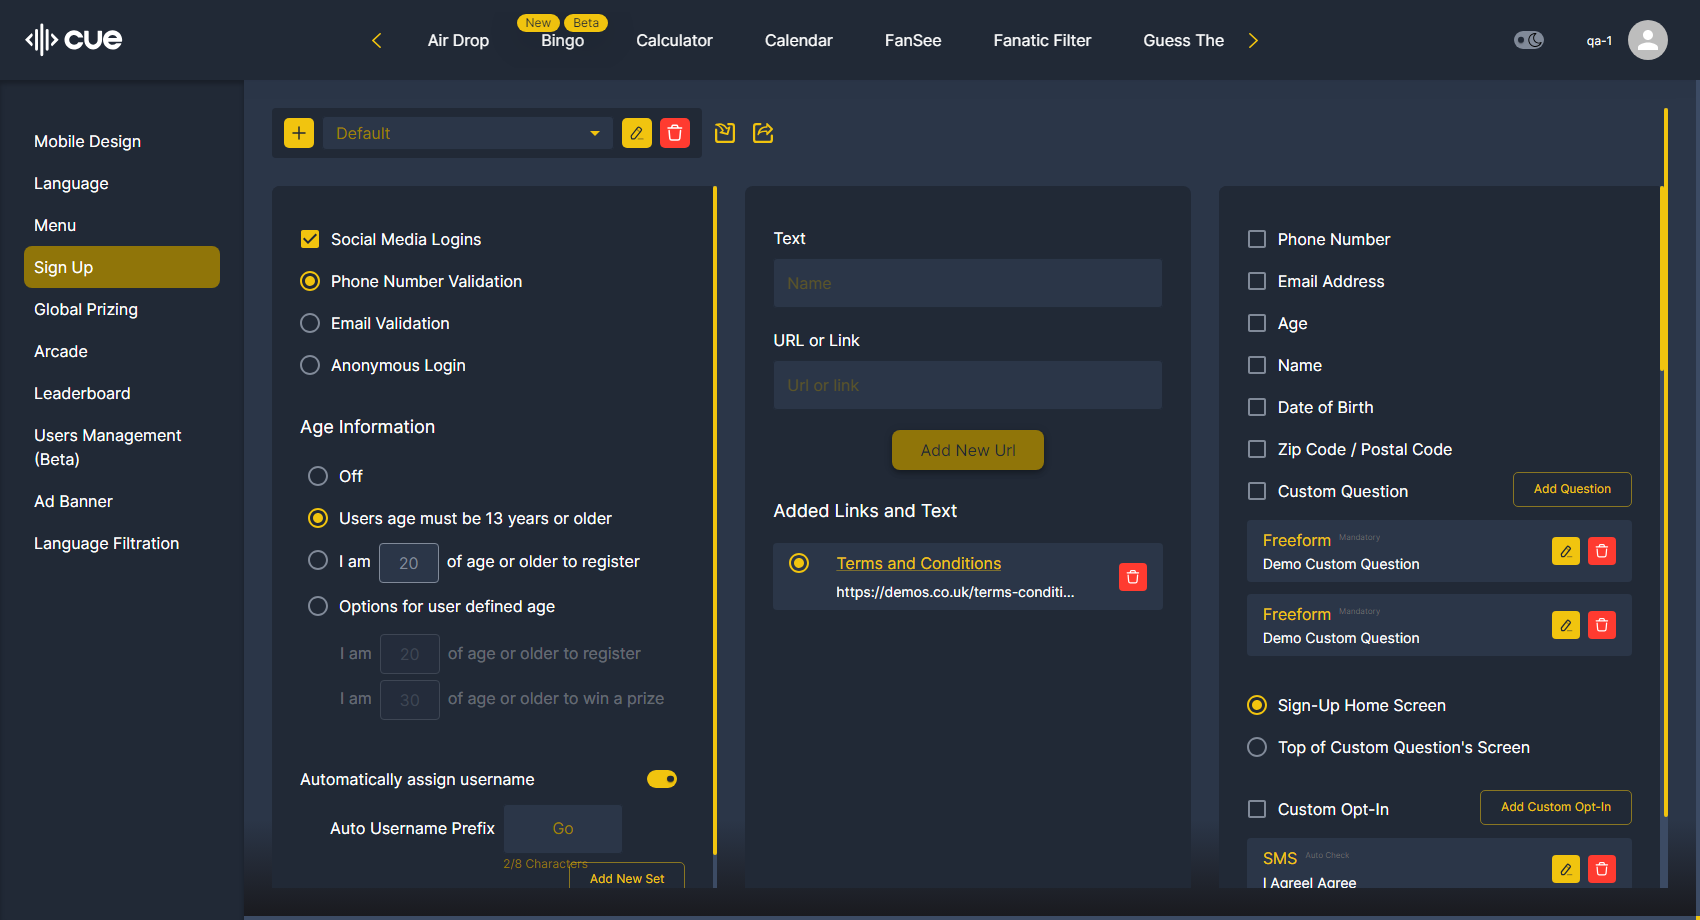 cue
New
Beta
Air Drop
Bingo
Calculator
Calendar
FanSee
Fanatic Filter
Guess The
qa-1
Mobile Design
Language
Menu
Sign Up
Global Prizing
Arcade
Leaderboard
Users Management
(Beta)
Ad Banner
Language Filtration
Default
Social Media Logins
Phone Number Validation
Email Validation
Anonymous Login
Age Information
Off
Users age must be 13 years or older
I am 20 of age or older to register
Options for user defined age
I am 20 of age or older to register
I am 30 of age or older to win a prize
Automatically assign username
Auto Username Prefix Go
2/8 Characters
Add New Set
Text
Name
URL or Link
Url or link
Add New Url
Added Links and Text
Terms and Conditions
https://demos.co.uk/terms-conditi...
Phone Number
Email Address
Age
Name
Date of Birth
Zip Code / Postal Code
Custom Question
Add Question
Freeform Mandatory
Demo Custom Question
Freeform Mandatory
Demo Custom Question
Sign-Up Home Screen
Top of Custom Question's Screen
Custom Opt-In
Add Custom Opt-In
SMS Auto Check
I AgreeI Agree